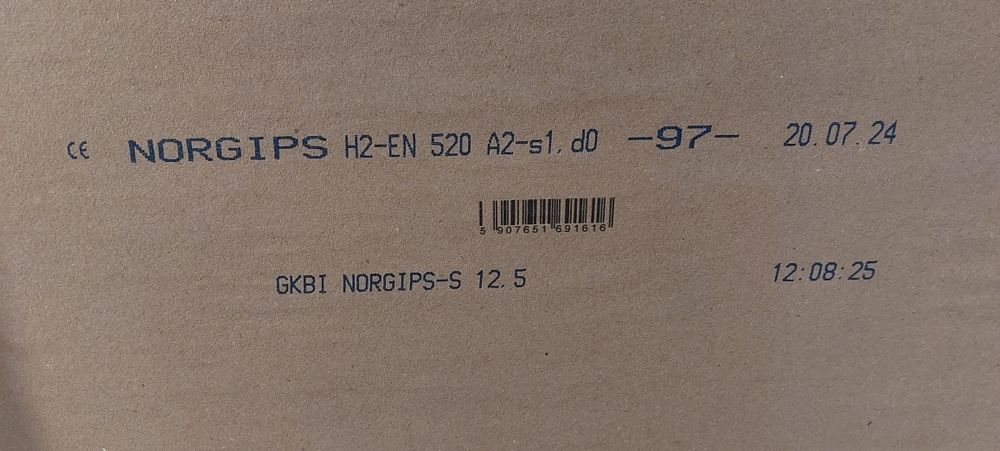 CE NORGIPS H2-EN 520 A2-s1.d0 -97- 20.07.24
5 907651 691616
GKBI NORGIPS-S 12.5 12:08:25